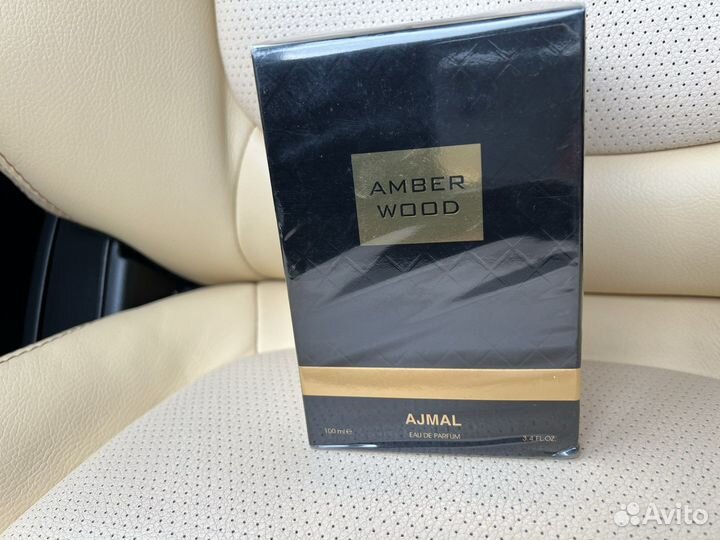 AMBER
WOOD
AJMAL
100 ml e EAU DE PARFUM 3.4 FL.OZ.
Avito